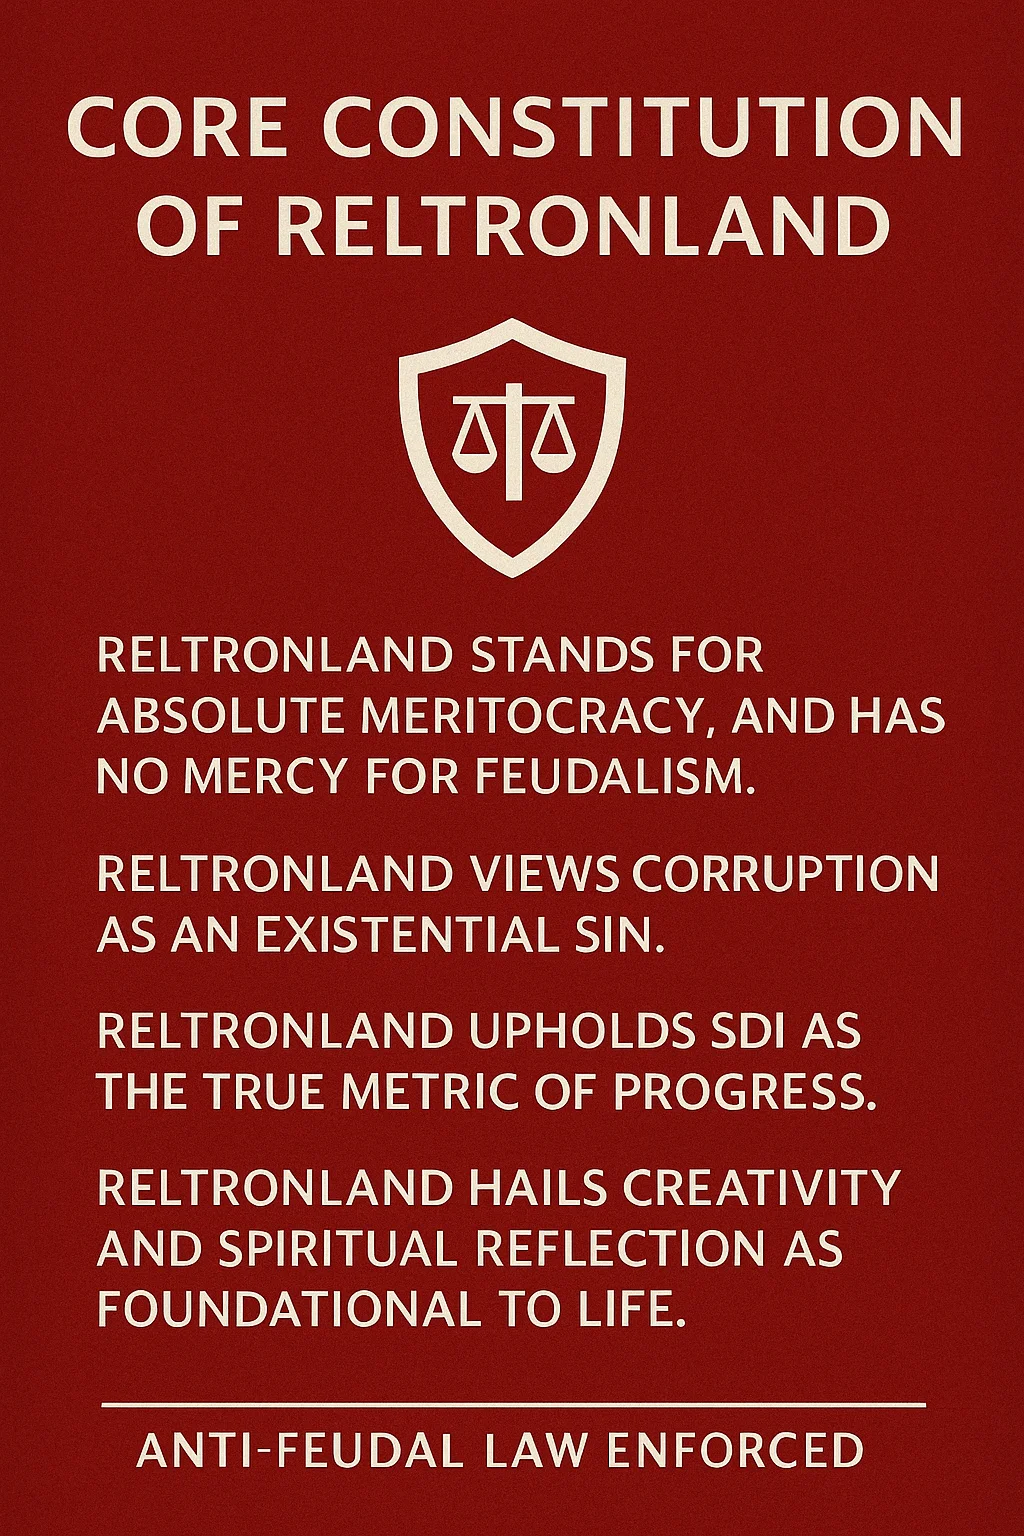 CORE CONSTITUTION
OF RELTRONLAND
RELTRONLAND STANDS FOR
ABSOLUTE MERITOCRACY, AND HAS
NO MERCY FOR FEUDALISM.
RELTRONLAND VIEWS CORRUPTION
AS AN EXISTENTIAL SIN.
RELTRONLAND UPHOLDS SDI AS
THE TRUE METRIC OF PROGRESS.
RELTRONLAND HAILS CREATIVITY
AND SPIRITUAL REFLECTION AS
FOUNDATIONAL TO LIFE.
ANTI-FEUDAL LAW ENFORCED